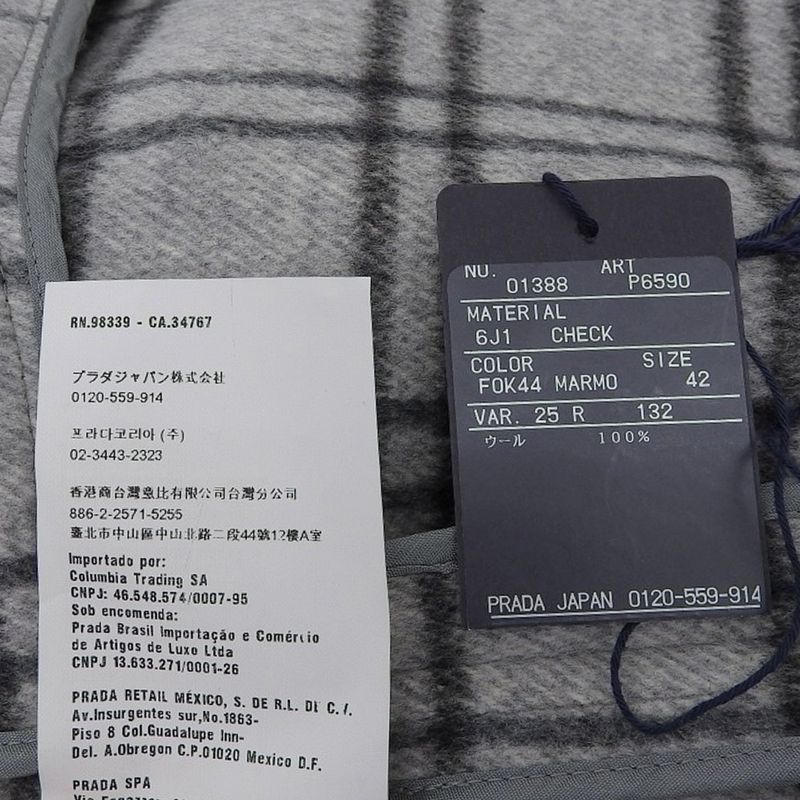 RN.98339 - CA.34767
プラダジャパン株式会社
0120-559-914
프라다코리아 (주)
02-3443-2323
香港商台灣意比有限公司台灣分公司
886-2-2571-5255
臺北市中山區中山北路二段44號12樓A室
Importado por:
Columbia Trading SA
CNPJ: 46.548.574/0007-95
Sob encomenda:
Prada Brasil Importação e Comércio
de Artigos de Luxo Ltda
CNPJ 13.633.271/0001-26
PRADA RETAIL MÉXICO, S. DE R.L. DE C.V.
Av.Insurgentes sur,No.1863-
Piso 8 Col.Guadalupe Inn-
Del. A.Obregon C.P.01020 Mexico D.F.
PRADA SPA
NO. ART
01388 P6590
MATERIAL
6J1 CHECK
COLOR SIZE
F0K44 MARMO 42
VAR. 25 R 132
ウール 100%
PRADA JAPAN 0120-559-914